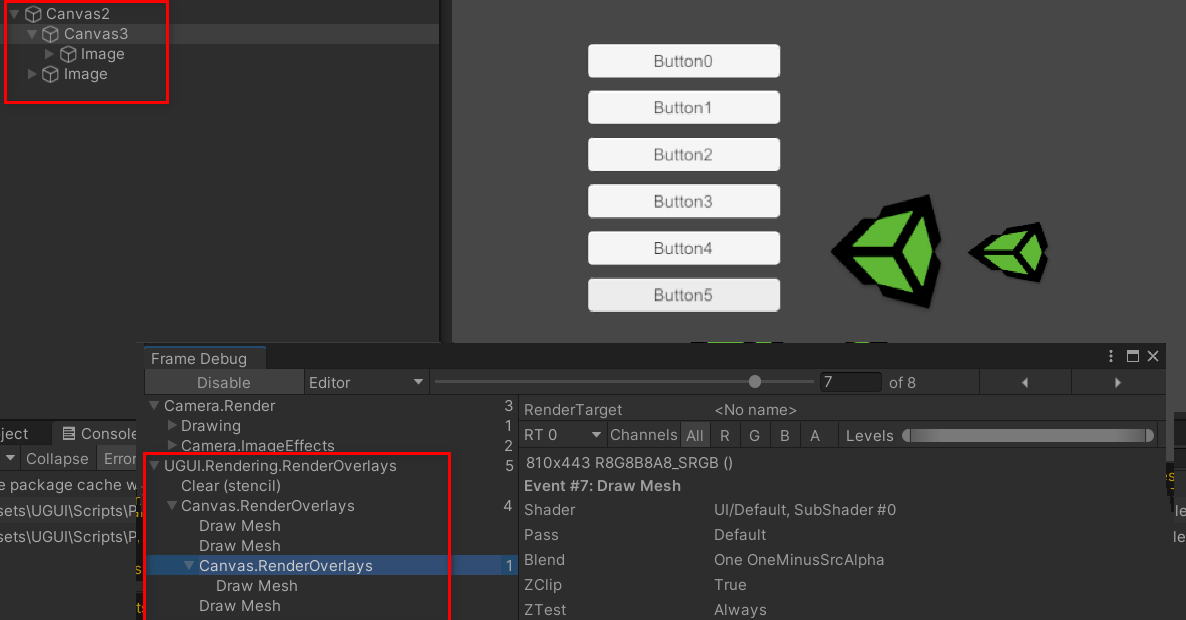 Canvas2
Canvas3
Image
Image
Button0
Button1
Button2
Button3
Button4
Button5
Frame Debug
Disable Editor 7 of 8
Camera.Render 3
Drawing 1
Camera.ImageEffects 2
UGUI.Rendering.RenderOverlays 5
Clear (stencil)
Canvas.RenderOverlays 4
Draw Mesh
Draw Mesh
Canvas.RenderOverlays 1
Draw Mesh
Draw Mesh
RenderTarget <No name>
RT 0 Channels All R G B A Levels
810x443 R8G8B8A8_SRGB ()
Event #7: Draw Mesh
Shader UI/Default, SubShader #0
Pass Default
Blend One OneMinusSrcAlpha
ZClip True
ZTest Always
ject Console
Collapse Error
e package cache w
sets\UGUI\Scripts\P
sets\UGUI\Scripts\P